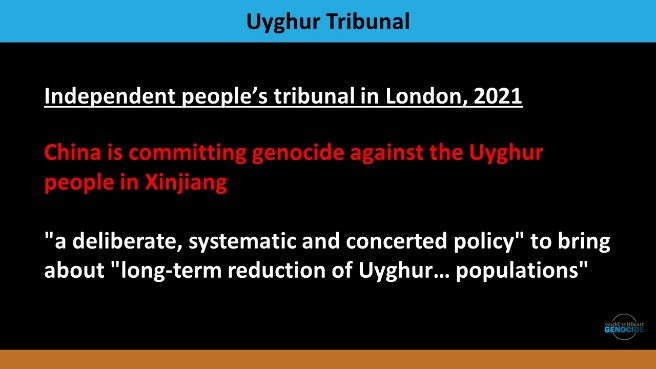 Uyghur Tribunal
Independent people’s tribunal in London, 2021
China is committing genocide against the Uyghur
people in Xinjiang
"a deliberate, systematic and concerted policy" to bring
about "long-term reduction of Uyghur… populations"
world without
GENOCIDE